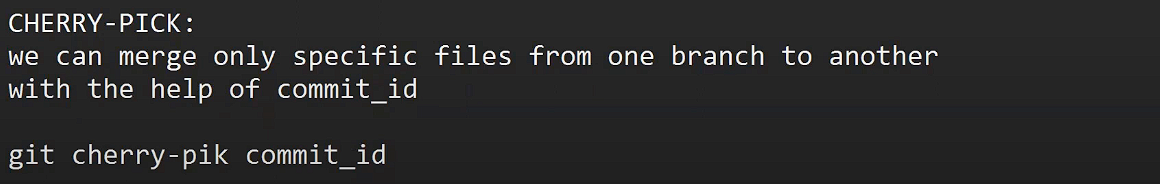 CHERRY-PICK:
we can merge only specific files from one branch to another
with the help of commit_id
git cherry-pik commit_id